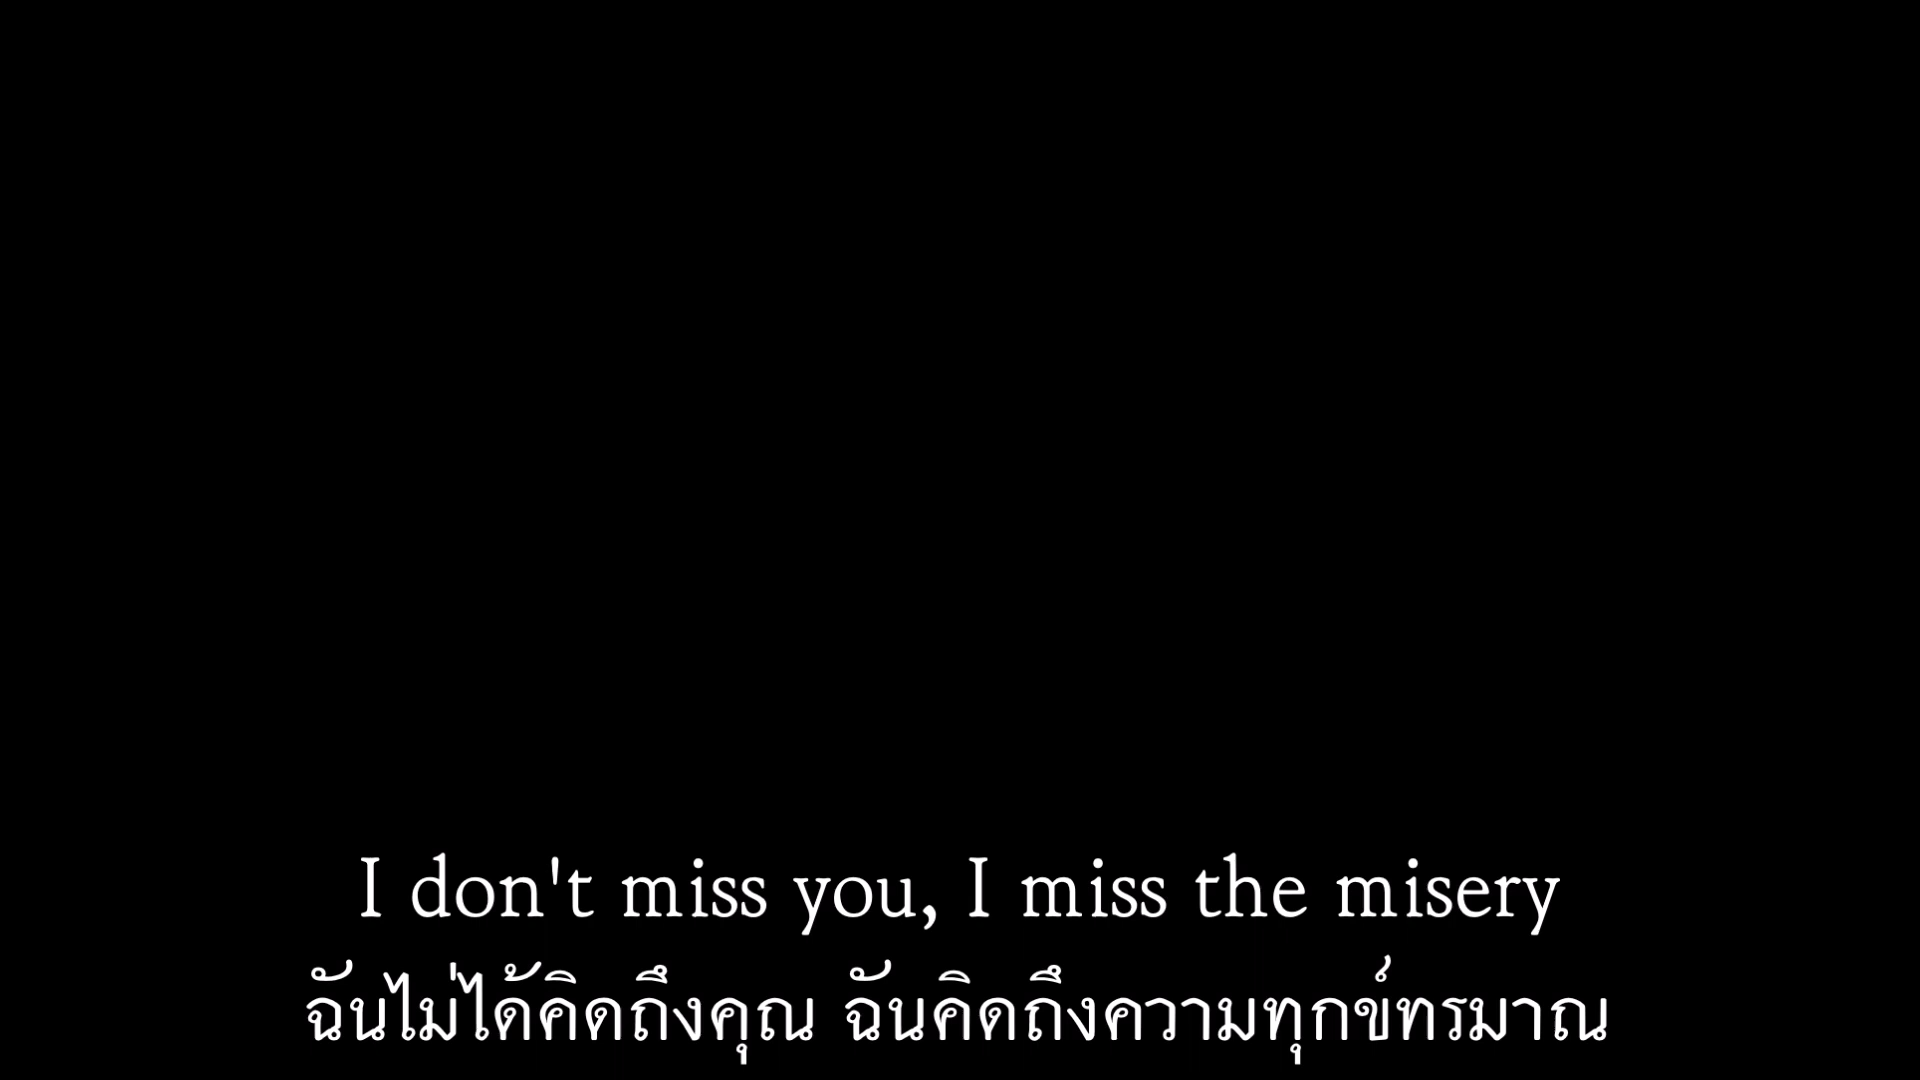 I don't miss you, I miss the misery
ฉันไม่ได้คิดถึงคุณ ฉันคิดถึงความทุกข์ทรมาณ